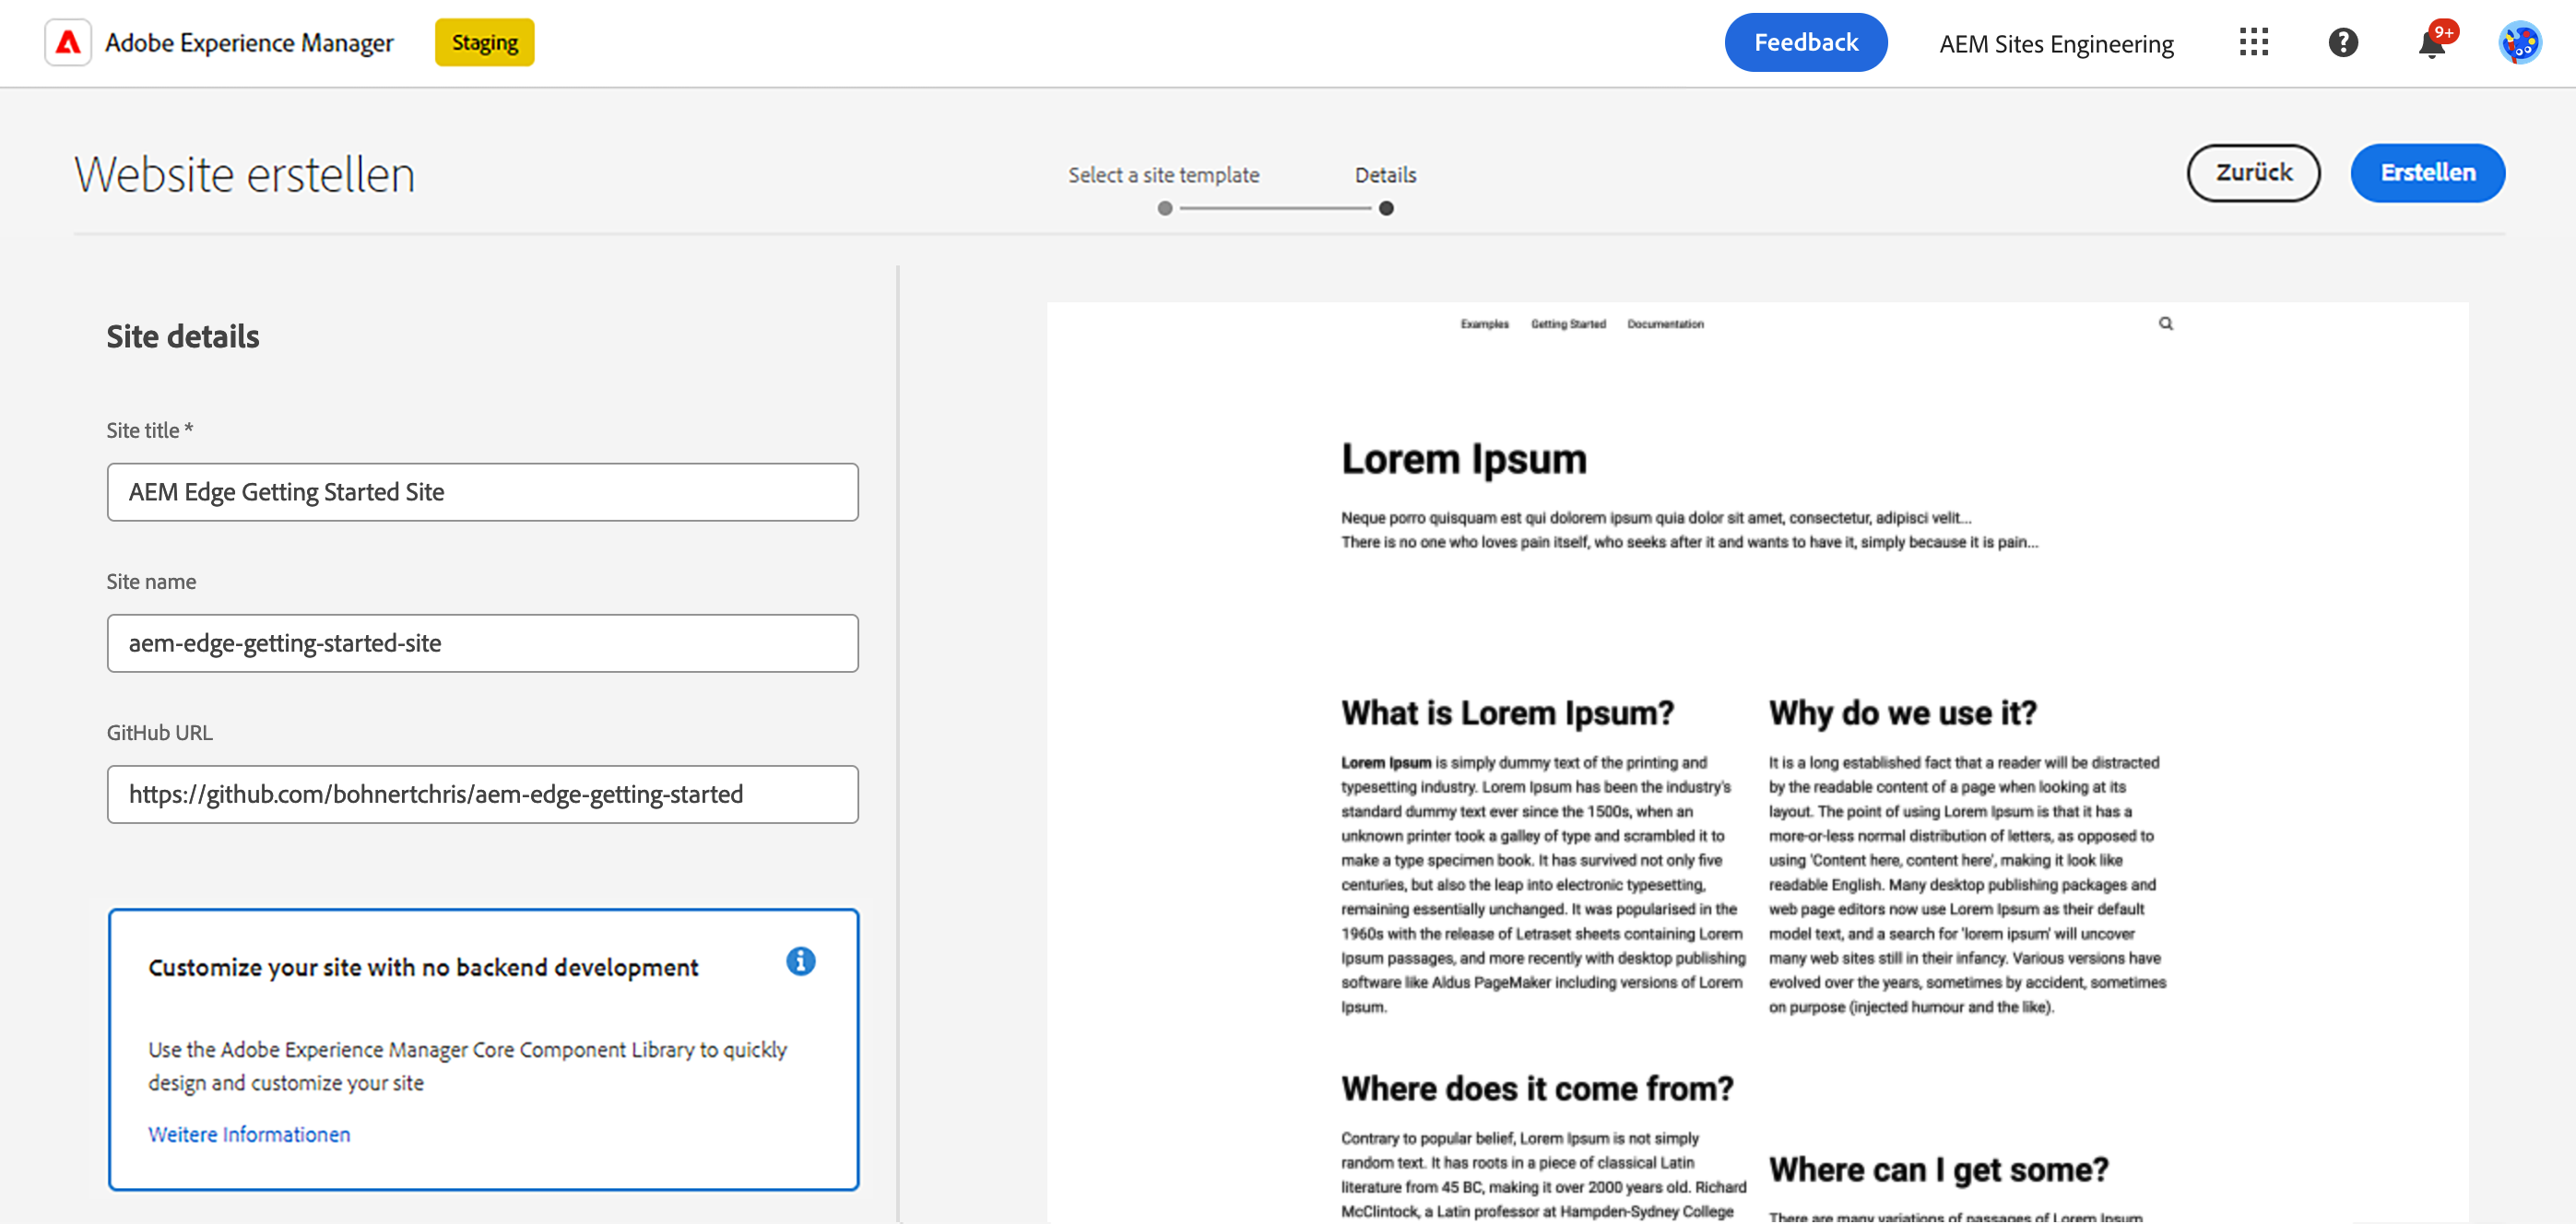 Adobe Experience Manager
Staging
Feedback
AEM Sites Engineering
9+
Website erstellen
Select a site template
Details
Zurück
Erstellen
Site details
Site title *
AEM Edge Getting Started Site
Site name
aem-edge-getting-started-site
GitHub URL
https://github.com/bohnertchris/aem-edge-getting-started
Customize your site with no backend development
Use the Adobe Experience Manager Core Component Library to quickly
design and customize your site
Weitere Informationen
Examples
Getting Started
Documentation
Lorem Ipsum
Neque porro quisquam est qui dolorem ipsum quia dolor sit amet, consectetur, adipisci velit...
There is no one who loves pain itself, who seeks after it and wants to have it, simply because it is pain...
What is Lorem Ipsum?
Lorem Ipsum is simply dummy text of the printing and
typesetting industry. Lorem Ipsum has been the industry's
standard dummy text ever since the 1500s, when an
unknown printer took a galley of type and scrambled it to
make a type specimen book. It has survived not only five
centuries, but also the leap into electronic typesetting,
remaining essentially unchanged. It was popularised in the
1960s with the release of Letraset sheets containing Lorem
Ipsum passages, and more recently with desktop publishing
software like Aldus PageMaker including versions of Lorem
Ipsum.
Why do we use it?
It is a long established fact that a reader will be distracted
by the readable content of a page when looking at its
layout. The point of using Lorem Ipsum is that it has a
more-or-less normal distribution of letters, as opposed to
using 'Content here, content here', making it look like
readable English. Many desktop publishing packages and
web page editors now use Lorem Ipsum as their default
model text, and a search for 'lorem ipsum' will uncover
many web sites still in their infancy. Various versions have
evolved over the years, sometimes by accident, sometimes
on purpose (injected humour and the like).
Where does it come from?
Contrary to popular belief, Lorem Ipsum is not simply
random text. It has roots in a piece of classical Latin
literature from 45 BC, making it over 2000 years old. Richard
McClintock, a Latin professor at Hampden-Sydney College
Where can I get some?
There are many variations of passages of Lorem Ipsum